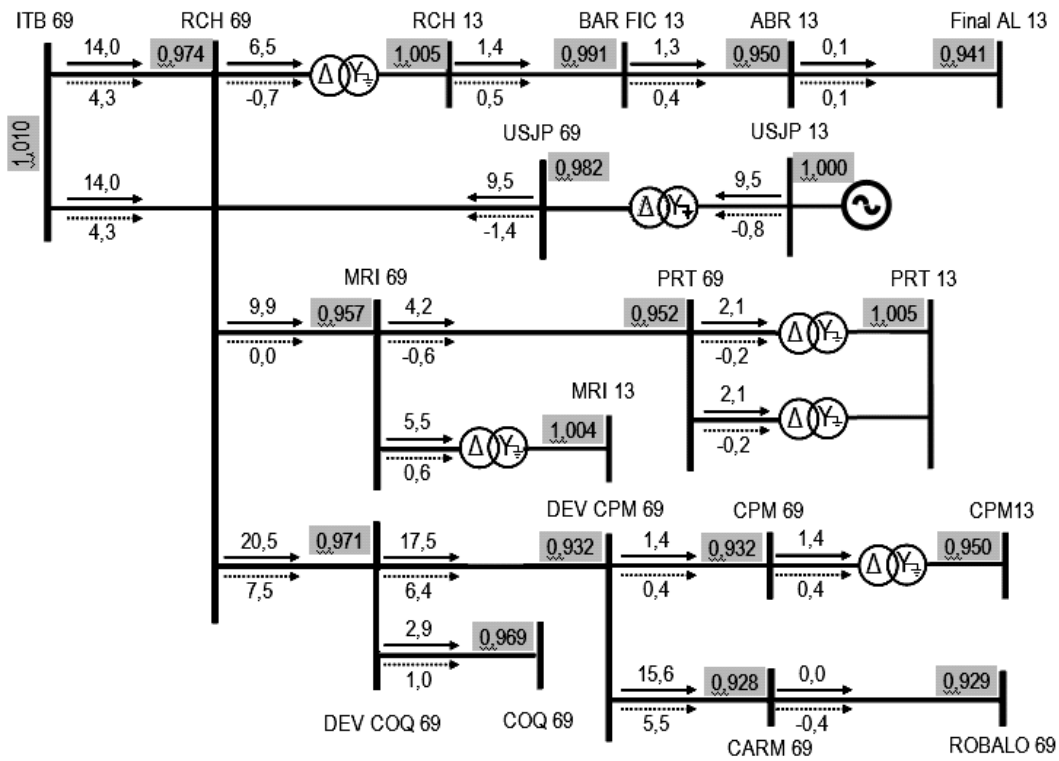 ITB 69 RCH 69 RCH 13 BAR FIC 13 ABR 13 Final AL 13
14,0 0,974 6,5 1,005 1,4 0,991 1,3 0,950 0,1 0,941
Δ Y
4,3 -0,7 0,5 0,4 0,1
1,010
USJP 69 USJP 13
14,0 9,5 0,982 9,5 1,000
Δ Y
4,3 -1,4 -0,8
MRI 69 PRT 69 PRT 13
9,9 0,957 4,2 0,952 2,1 1,005
Δ Y
0,0 -0,6 -0,2
MRI 13
5,5 1,004 2,1
Δ Y Δ Y
0,6 -0,2
DEV CPM 69 CPM 69 CPM13
20,5 0,971 17,5 0,932 1,4 0,932 1,4 0,950
Δ Y
7,5 6,4 0,4 0,4
2,9 0,969
1,0
15,6 0,928 0,0 0,929
5,5 -0,4
DEV COQ 69 COQ 69 CARM 69 ROBALO 69